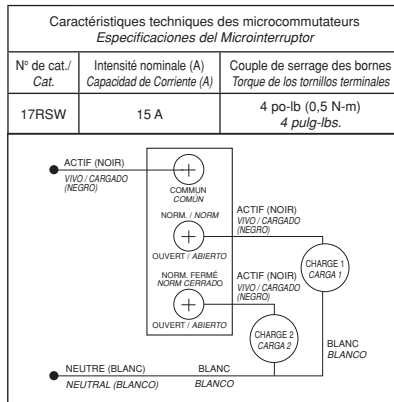 Caractéristiques techniques des microcommutateurs
Especificaciones del Microinterruptor
N° de cat./
Cat.
Intensité nominale (A)
Capacidad de Corriente (A)
Couple de serrage des bornes
Torque de los tornillos terminales
17RSW
15 A
4 po-lb (0,5 N-m)
4 pulg-lbs.
ACTIF (NOIR)
VIVO / CARGADO
(NEGRO)
COMMUN
COMÚN
NORM. / NORM
OUVERT / ABIERTO
ACTIF (NOIR)
VIVO / CARGADO
(NEGRO)
CHARGE 1
CARGA 1
NORM. FERMÉ
NORM CERRADO
OUVERT / ABIERTO
ACTIF (NOIR)
VIVO / CARGADO
(NEGRO)
CHARGE 2
CARGA 2
BLANC
BLANCO
NEUTRE (BLANC)
NEUTRAL (BLANCO)
BLANC
BLANCO